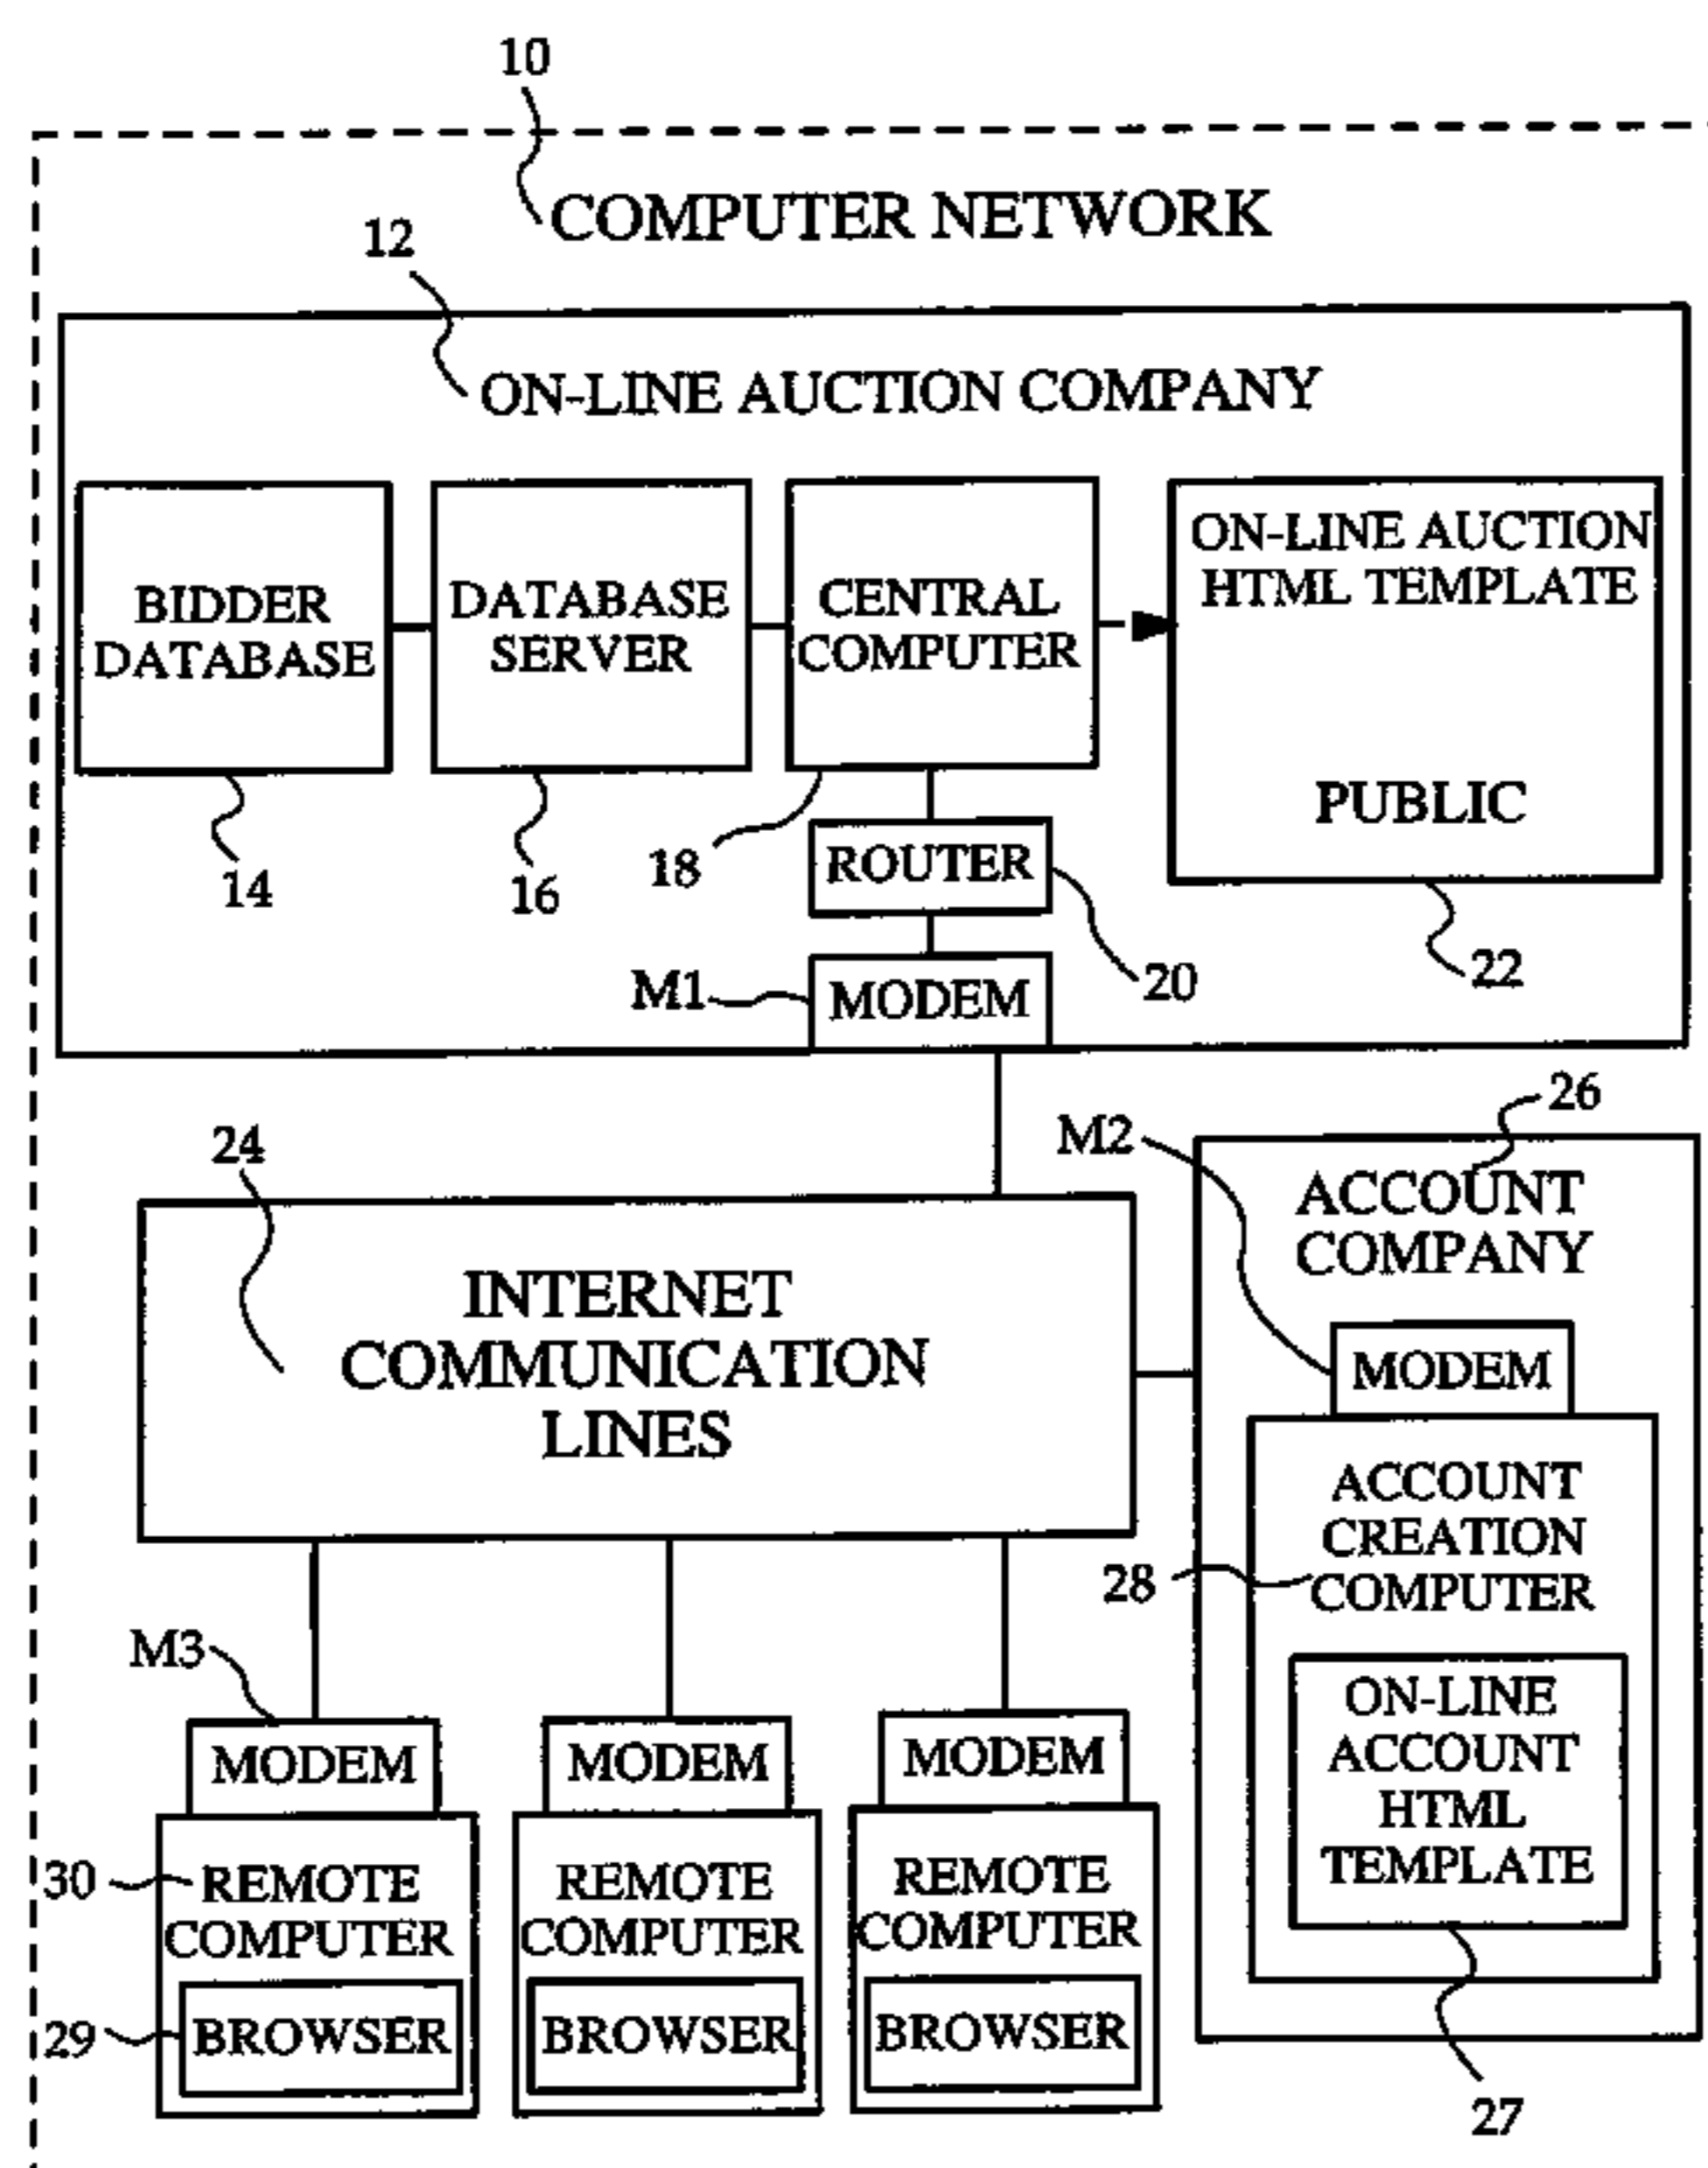 10
COMPUTER NETWORK
12
ON-LINE AUCTION COMPANY
BIDDER
DATABASE
DATABASE
SERVER
CENTRAL
COMPUTER
ON-LINE AUCTION
HTML TEMPLATE
PUBLIC
14
16
18
ROUTER
20
22
M1
MODEM
24
INTERNET
COMMUNICATION
LINES
M2
26
ACCOUNT
COMPANY
MODEM
ACCOUNT
CREATION
COMPUTER
28
ON-LINE
ACCOUNT
HTML
TEMPLATE
27
M3
MODEM
MODEM
MODEM
30
REMOTE
COMPUTER
REMOTE
COMPUTER
REMOTE
COMPUTER
29
BROWSER
BROWSER
BROWSER